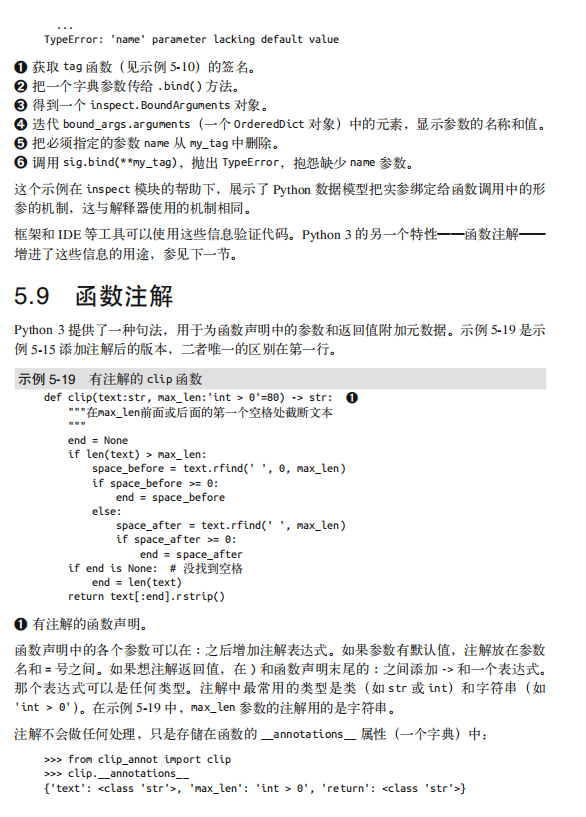 ...
TypeError: 'name' parameter lacking default value
❶ 获取 tag 函数（见示例 5-10）的签名。
❷ 把一个字典参数传给 .bind() 方法。
❸ 得到一个 inspect.BoundArguments 对象。
❹ 迭代 bound_args.arguments（一个 OrderedDict 对象）中的元素，显示参数的名称和值。
❺ 把必须指定的参数 name 从 my_tag 中删除。
❻ 调用 sig.bind(**my_tag)，抛出 TypeError，抱怨缺少 name 参数。
这个示例在 inspect 模块的帮助下，展示了 Python 数据模型把实参绑定给函数调用中的形
参的机制，这与解释器使用的机制相同。
框架和 IDE 等工具可以使用这些信息验证代码。Python 3 的另一个特性——函数注解——
增进了这些信息的用途，参见下一节。
5.9 函数注解
Python 3 提供了一种句法，用于为函数声明中的参数和返回值附加元数据。示例 5-19 是示
例 5-15 添加注解后的版本，二者唯一的区别在第一行。
示例 5-19 有注解的 clip 函数
def clip(text:str, max_len:'int > 0'=80) -> str: ❶
    """在max_len前面或后面的第一个空格处截断文本
    """
    end = None
    if len(text) > max_len:
        space_before = text.rfind(' ', 0, max_len)
        if space_before >= 0:
            end = space_before
        else:
            space_after = text.rfind(' ', max_len)
            if space_after >= 0:
                end = space_after
    if end is None: # 没找到空格
        end = len(text)
    return text[:end].rstrip()
❶ 有注解的函数声明。
函数声明中的各个参数可以在 : 之后增加注解表达式。如果参数有默认值，注解放在参数
名和 = 号之间。如果想注解返回值，在 ) 和函数声明末尾的 : 之间添加 -> 和一个表达式。
那个表达式可以是任何类型。注解中最常用的类型是类（如 str 或 int）和字符串（如
'int > 0'）。在示例 5-19 中，max_len 参数的注解用的是字符串。
注解不会做任何处理，只是存储在函数的 __annotations__ 属性（一个字典）中：
>>> from clip_annot import clip
>>> clip.__annotations__
{'text': <class 'str'>, 'max_len': 'int > 0', 'return': <class 'str'>}